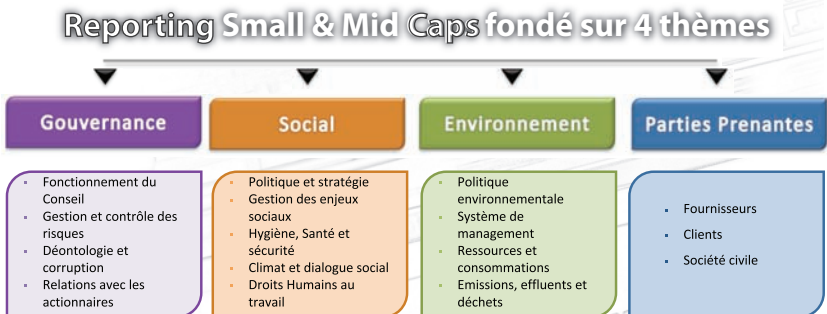 Reporting Small & Mid Caps fondé sur 4 thèmes
Gouvernance
Social
Environnement
Parties Prenantes
▪ Fonctionnement du
Conseil
▪ Gestion et contrôle des
risques
▪ Déontologie et
corruption
▪ Relations avec les
actionnaires
▪ Politique et stratégie
▪ Gestion des enjeux
sociaux
▪ Hygiène, Santé et
sécurité
▪ Climat et dialogue social
▪ Droits Humains au
travail
▪ Politique
environnementale
▪ Système de
management
▪ Ressources et
consommations
▪ Emissions, effluents et
déchets
▪ Fournisseurs
▪ Clients
▪ Société civile